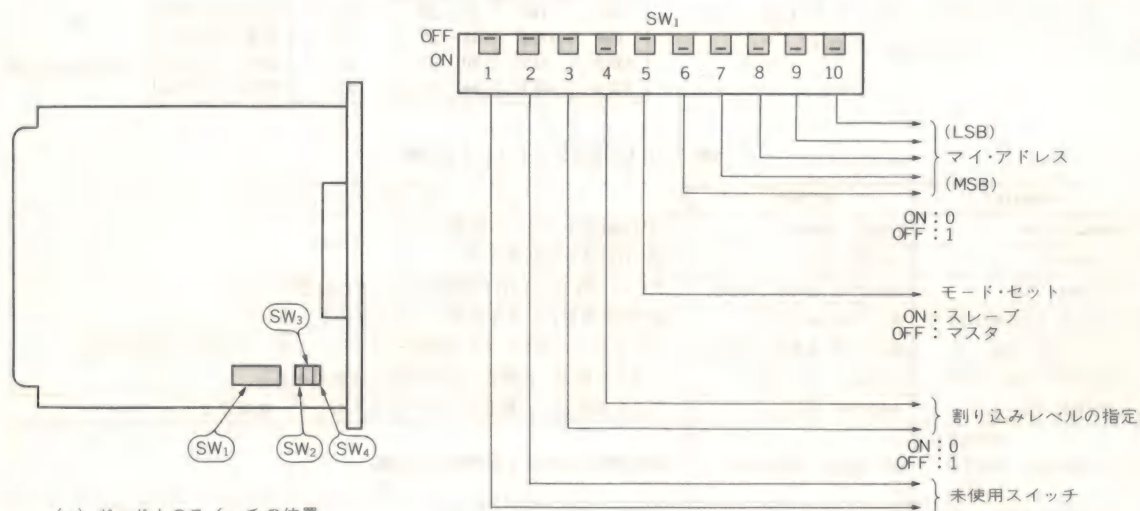 SW₁
OFF
ON
1 2 3 4 5 6 7 8 9 10
(LSB)
マイ・アドレス
(MSB)
ON:0
OFF:1
モード・セット
ON:スレーブ
OFF:マスタ
割り込みレベルの指定
ON:0
OFF:1
未使用スイッチ
SW₃
SW₁
SW₂
SW₄